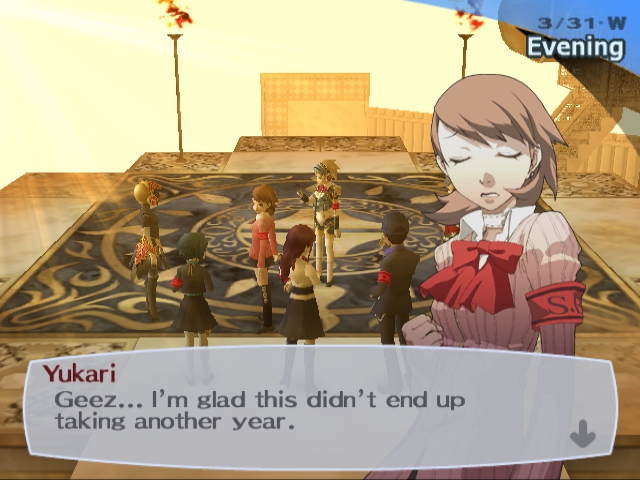 3/31・W
Evening
S.
Yukari
Geez... I'm glad this didn't end up
taking another year.